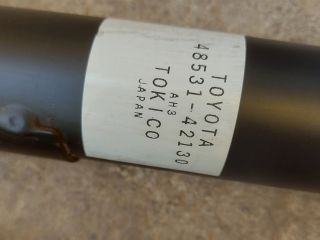 TOYOTA
48531-42130
AH3
TOKICO
JAPAN